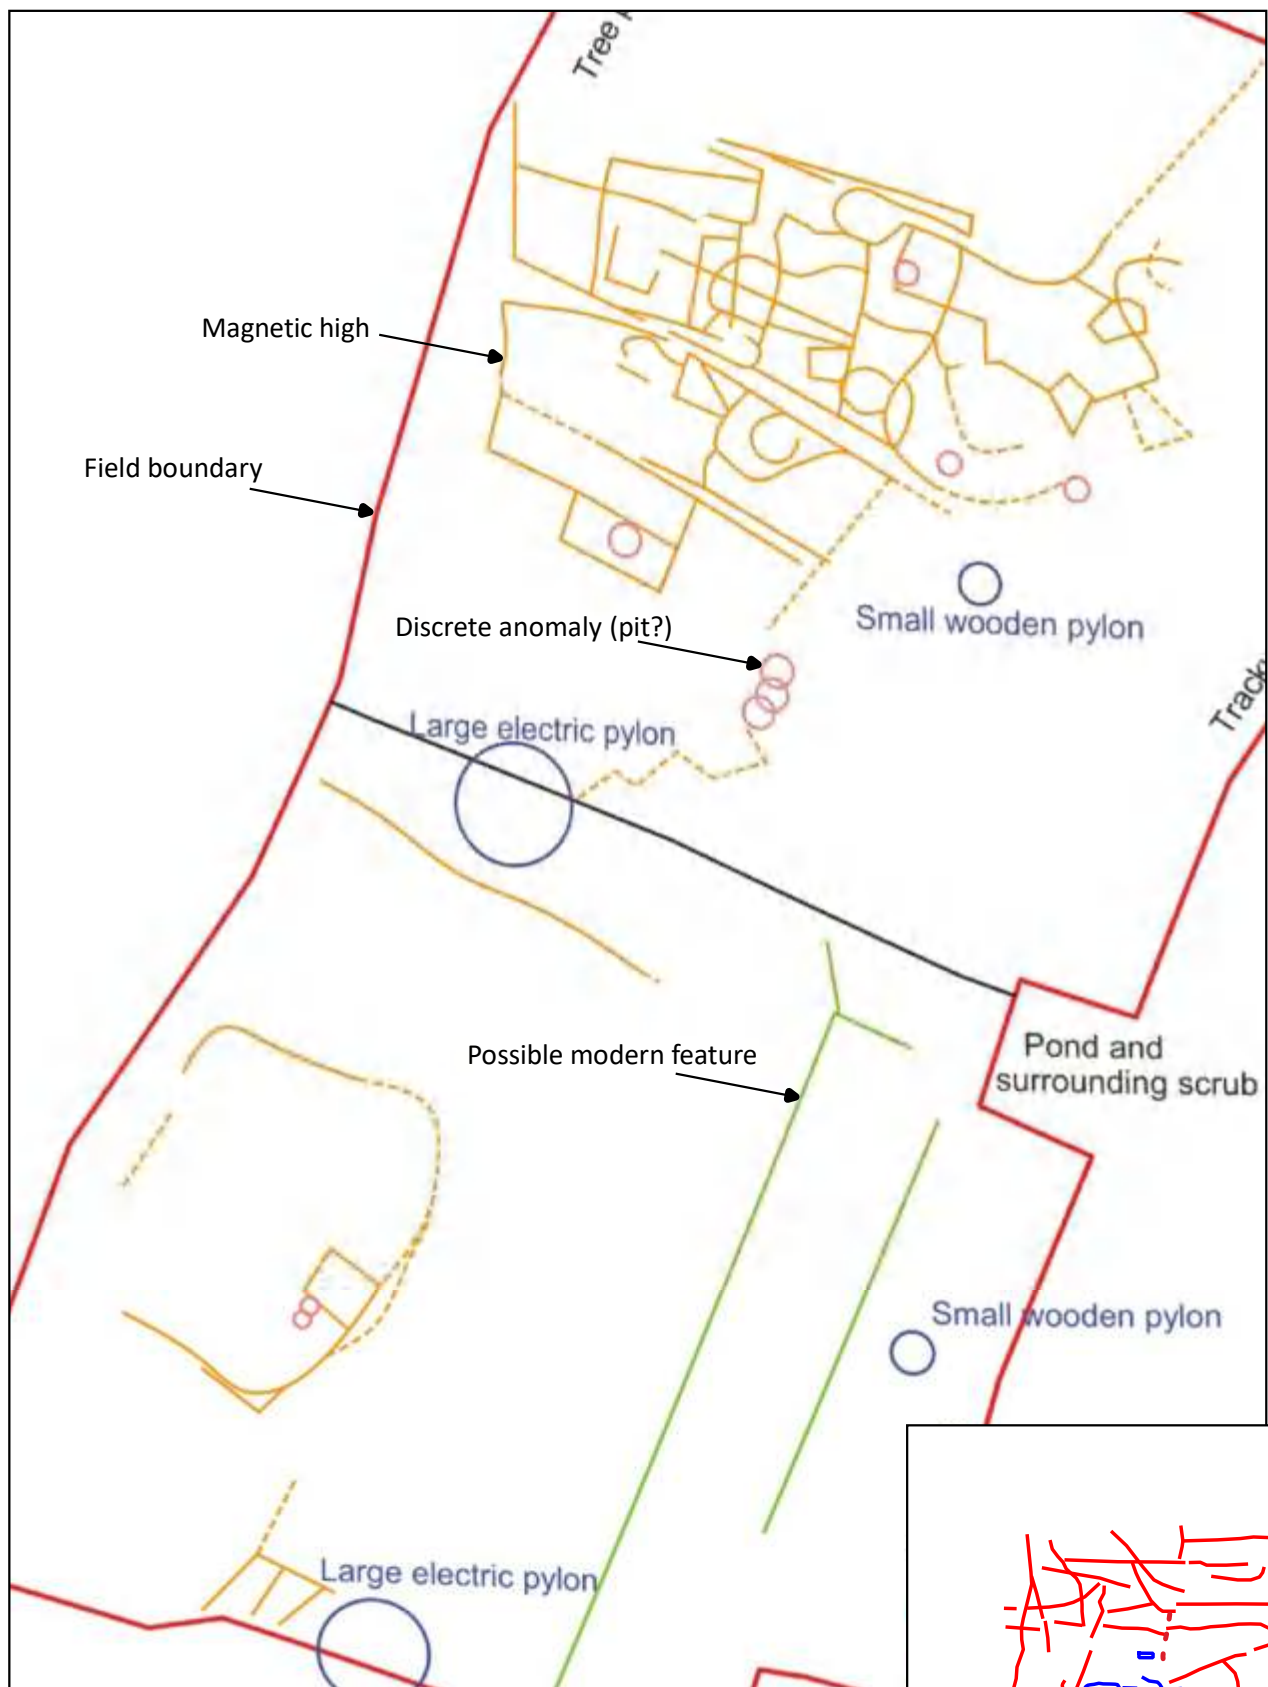 Tree
Magnetic high
Field boundary
Discrete anomaly (pit?)
Small wooden pylon
Large electric pylon
Track
Pond and
surrounding scrub
Possible modern feature
Small wooden pylon
Large electric pylon